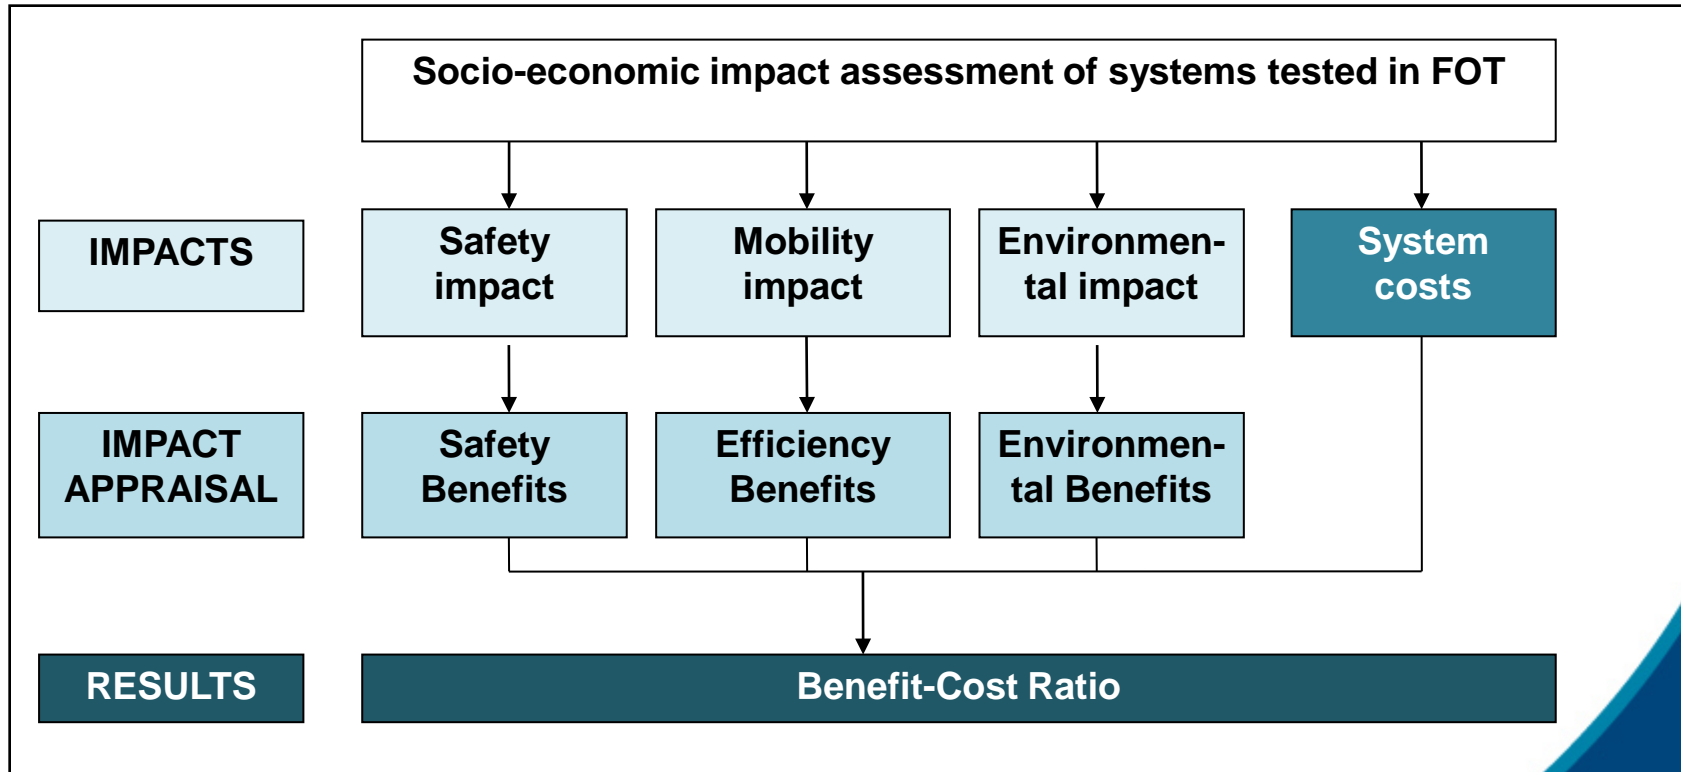 Socio-economic impact assessment of systems tested in FOT
IMPACTS
Safety
impact
Mobility
impact
Environmen-
tal impact
System
costs
IMPACT
APPRAISAL
Safety
Benefits
Efficiency
Benefits
Environmen-
tal Benefits
RESULTS
Benefit-Cost Ratio